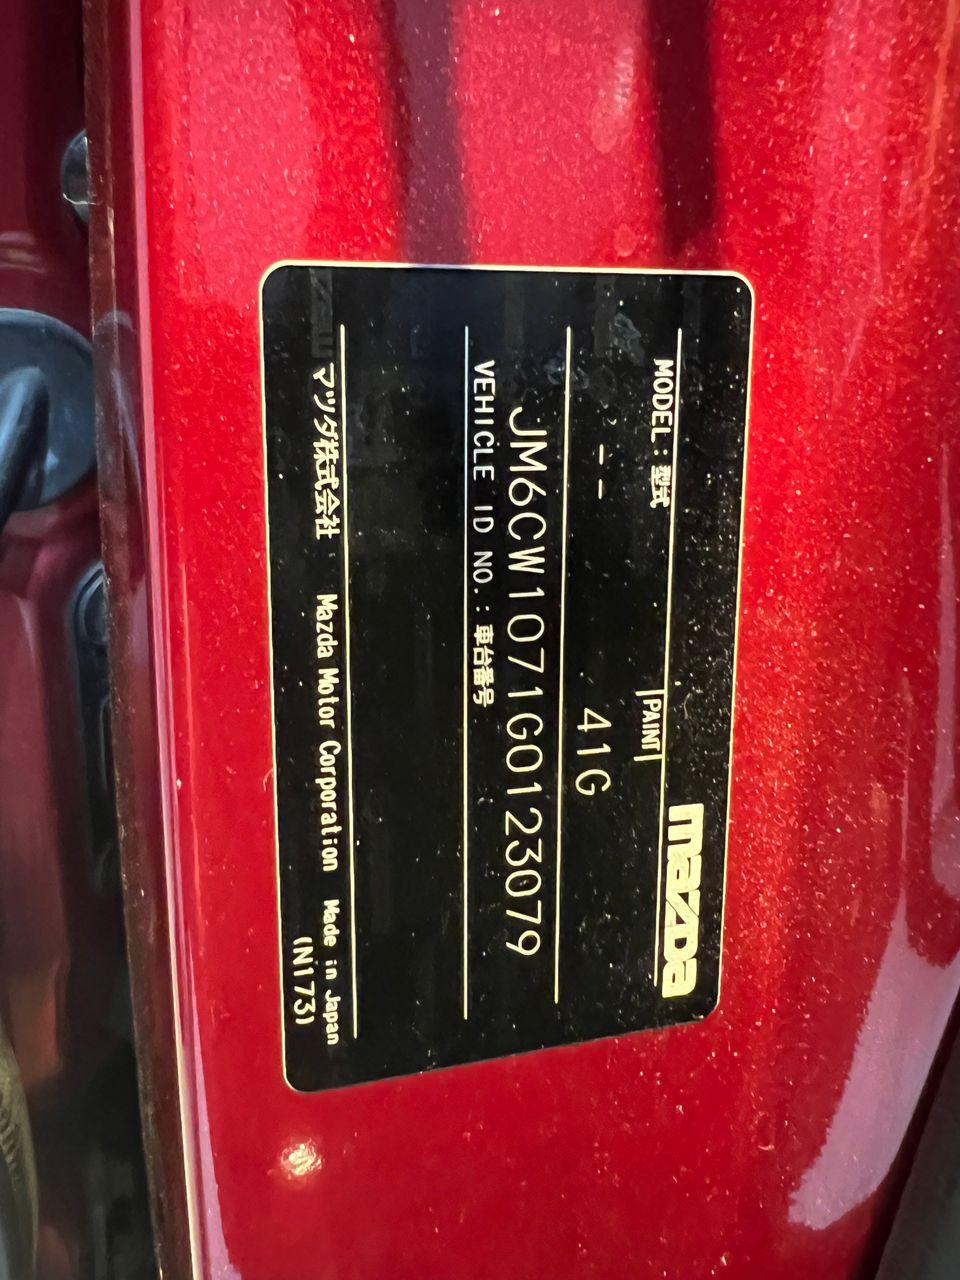 mazda
MODEL:型式
PAINT
-- 41G
JM6CW1071G0123079
VEHICLE ID NO.:車台番号
マツダ株式会社 Mazda Motor Corporation Made in Japan
(N173)